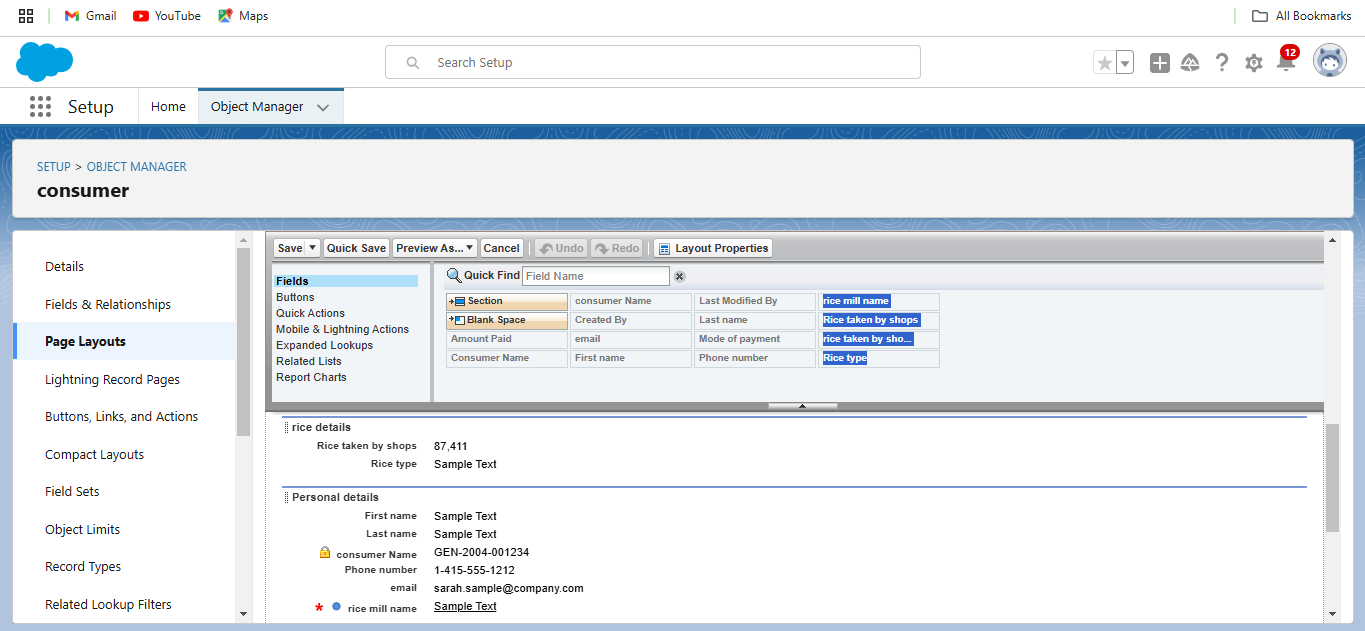 Gmail YouTube Maps All Bookmarks
Search Setup 12
Setup Home Object Manager
SETUP > OBJECT MANAGER
consumer
Details
Fields & Relationships
Page Layouts
Lightning Record Pages
Buttons, Links, and Actions
Compact Layouts
Field Sets
Object Limits
Record Types
Related Lookup Filters
Save Quick Save Preview As... Cancel Undo Redo Layout Properties
Fields
Buttons
Quick Actions
Mobile & Lightning Actions
Expanded Lookups
Related Lists
Report Charts
Quick Find Field Name
Section consumer Name Last Modified By rice mill name
Blank Space Created By Last name Rice taken by shops
Amount Paid email Mode of payment rice taken by sho...
Consumer Name First name Phone number Rice type
rice details
Rice taken by shops 87,411
Rice type Sample Text
Personal details
First name Sample Text
Last name Sample Text
consumer Name GEN-2004-001234
Phone number 1-415-555-1212
email sarah.sample@company.com
* rice mill name Sample Text